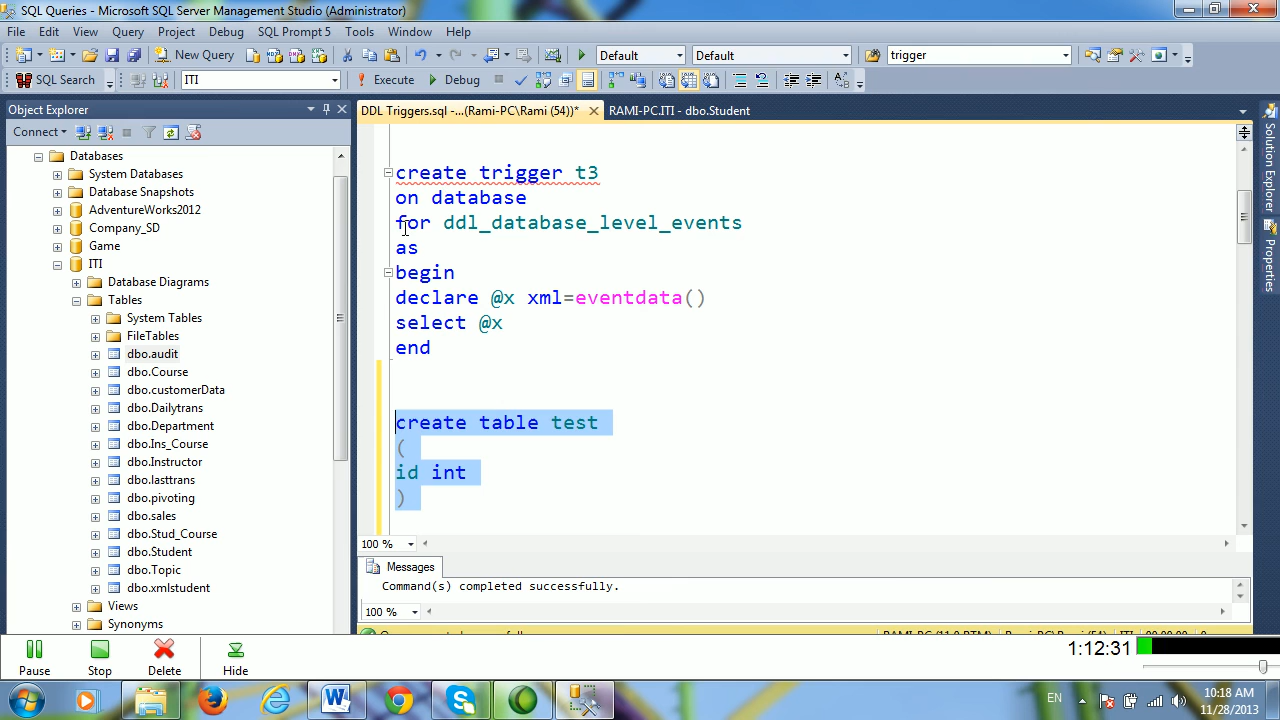 SQL Queries - Microsoft SQL Server Management Studio (Administrator)
File Edit View Query Project Debug SQL Prompt 5 Tools Window Help
New Query Default Default trigger
SQL Search ITI Execute Debug
Object Explorer
DDL Triggers.sql -...(Rami-PC\Rami (54))* RAMI-PC.ITI - dbo.Student
Connect
Databases
System Databases
Database Snapshots
AdventureWorks2012
Company_SD
Game
ITI
Database Diagrams
Tables
System Tables
FileTables
dbo.audit
dbo.Course
dbo.customerData
dbo.Dailytrans
dbo.Department
dbo.Ins_Course
dbo.Instructor
dbo.lasttrans
dbo.pivoting
dbo.sales
dbo.Stud_Course
dbo.Student
dbo.Topic
dbo.xmlstudent
Views
Synonyms
create trigger t3
on database
for ddl_database_level_events
as
begin
declare @x xml=eventdata()
select @x
end
create table test
(
id int
)
100 %
Messages
Command(s) completed successfully.
100 %
Solution Explorer
Properties
Pause Stop Delete Hide
1:12:31
EN
10:18 AM
11/28/2013